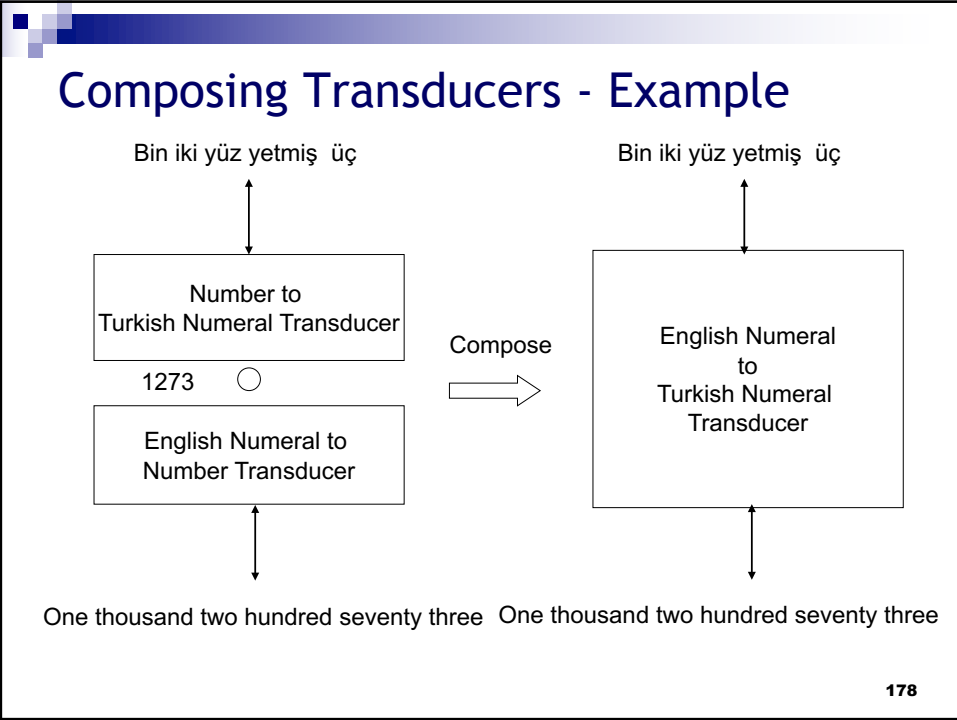 Composing Transducers - Example
Bin iki yüz yetmiş üç
Number to
Turkish Numeral Transducer
1273
English Numeral to
Number Transducer
One thousand two hundred seventy three
Compose
Bin iki yüz yetmiş üç
English Numeral
to
Turkish Numeral
Transducer
One thousand two hundred seventy three
178